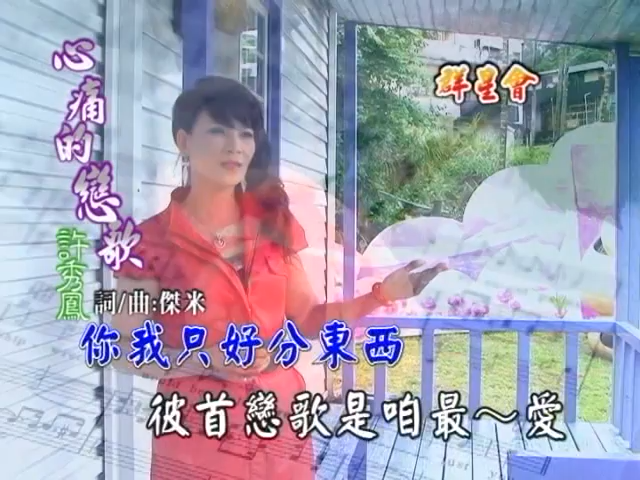 群星會
心痛的戀歌
許秀鳳
詞/曲:傑米
你我只好分東西
彼首戀歌是咱最～愛